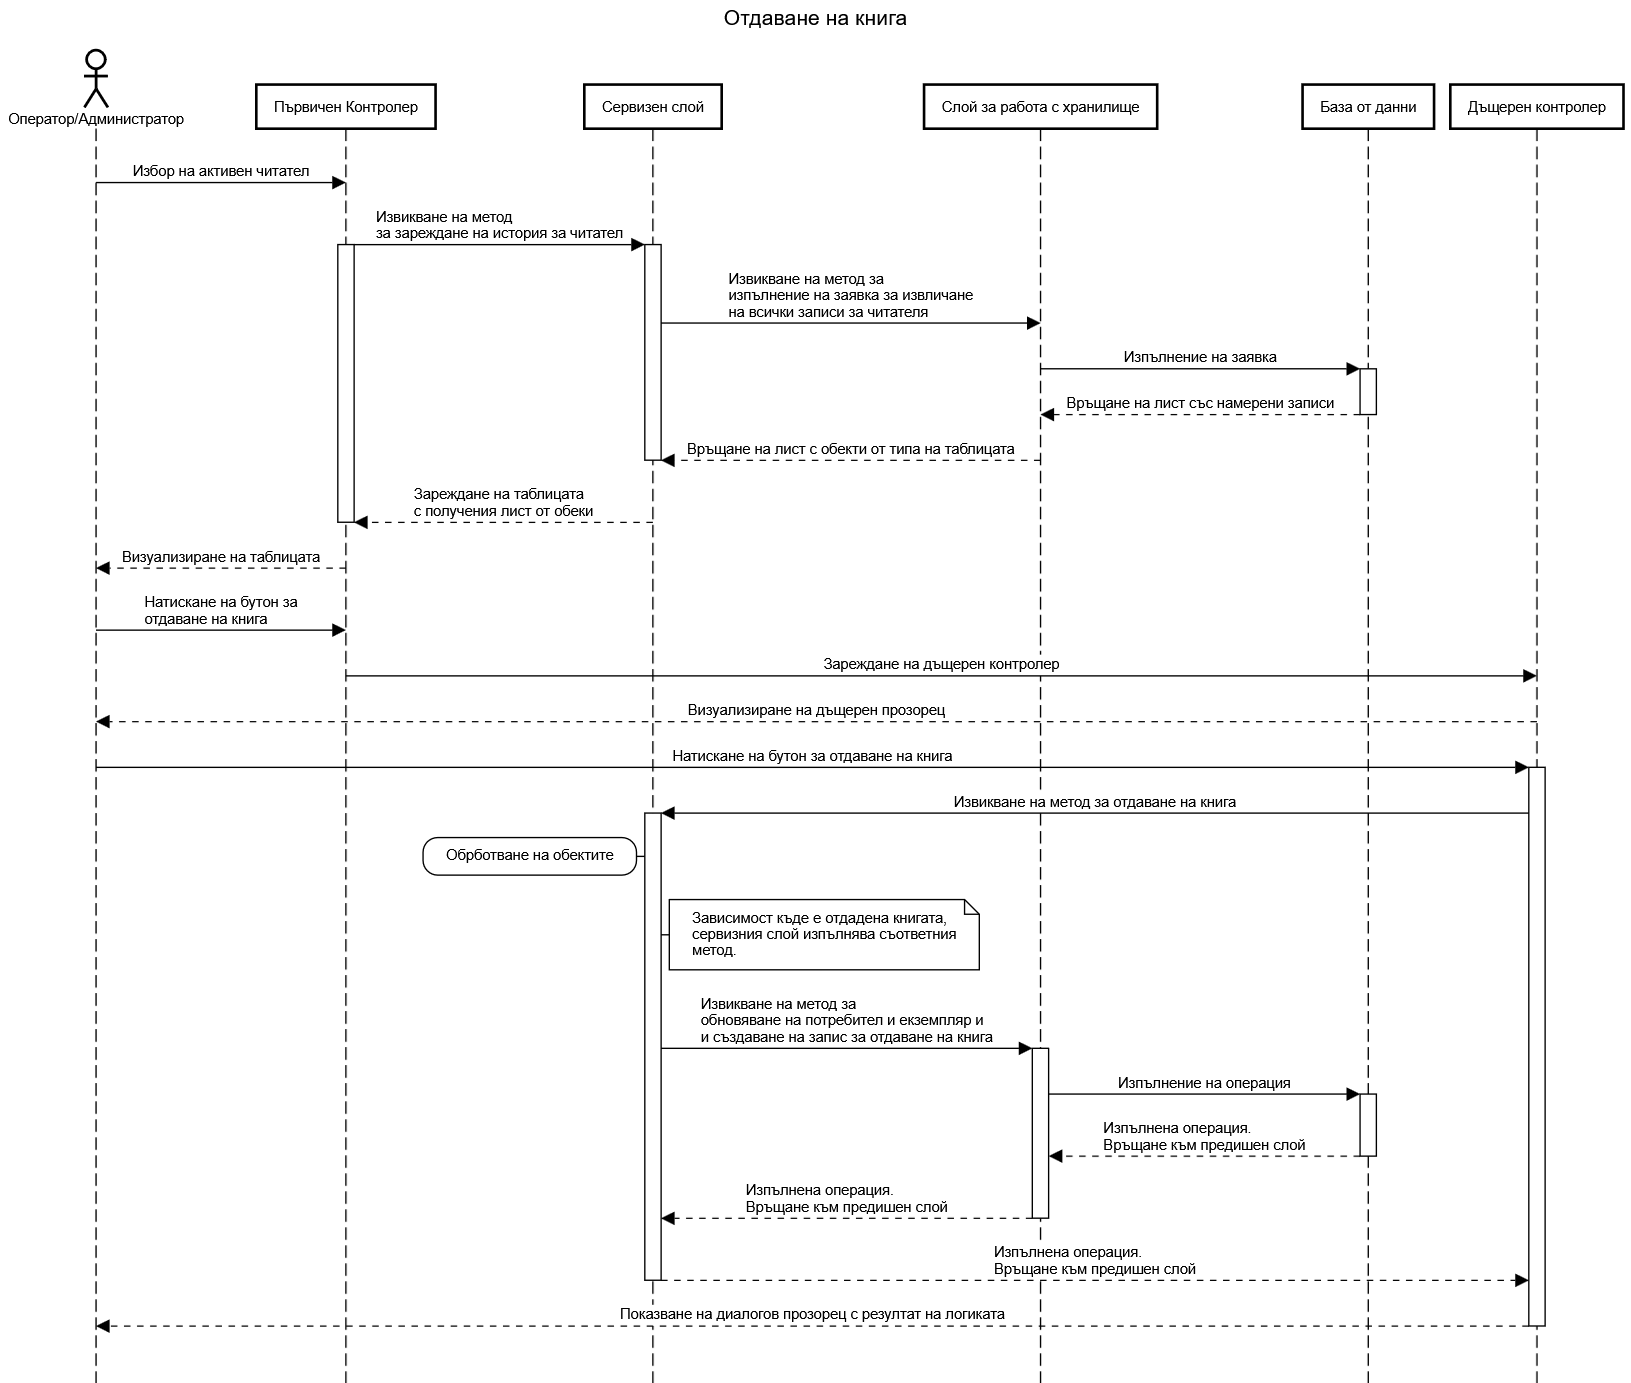 Отдаване на книга
Оператор/Администратор
Първичен Контролер
Сервизен слой
Слой за работа с хранилище
База от данни
Дъщерен контролер
Избор на активен читател
Извикване на метод
за зареждане на история за читател
Извикване на метод за
изпълнение на заявка за извличане
на всички записи за читателя
Изпълнение на заявка
Връщане на лист със намерени записи
Връщане на лист с обекти от типа на таблицата
Зареждане на таблицата
с получения лист от обеки
Визуализиране на таблицата
Натискане на бутон за
отдаване на книга
Зареждане на дъщерен контролер
Визуализиране на дъщерен прозорец
Натискане на бутон за отдаване на книга
Извикване на метод за отдаване на книга
Обрботване на обектите
Зависимост къде е отдадена книгата,
сервизния слой изпълнява съответния
метод.
Извикване на метод за
обновяване на потребител и екземпляр и
и създаване на запис за отдаване на книга
Изпълнение на операция
Изпълнена операция.
Връщане към предишен слой
Изпълнена операция.
Връщане към предишен слой
Изпълнена операция.
Връщане към предишен слой
Показване на диалогов прозорец с резултат на логиката